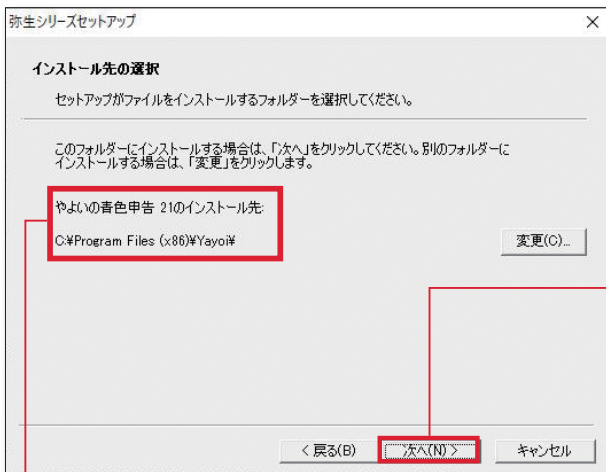 弥生シリーズセットアップ
インストール先の選択
セットアップがファイルをインストールするフォルダーを選択してください。
このフォルダーにインストールする場合は、「次へ」をクリックしてください。別のフォルダーに
インストールする場合は、「変更」をクリックします。
やよいの青色申告 21のインストール先:
C:¥Program Files (x86)¥Yayoi¥
変更(C)...
< 戻る(B)
次へ(N) >
キャンセル